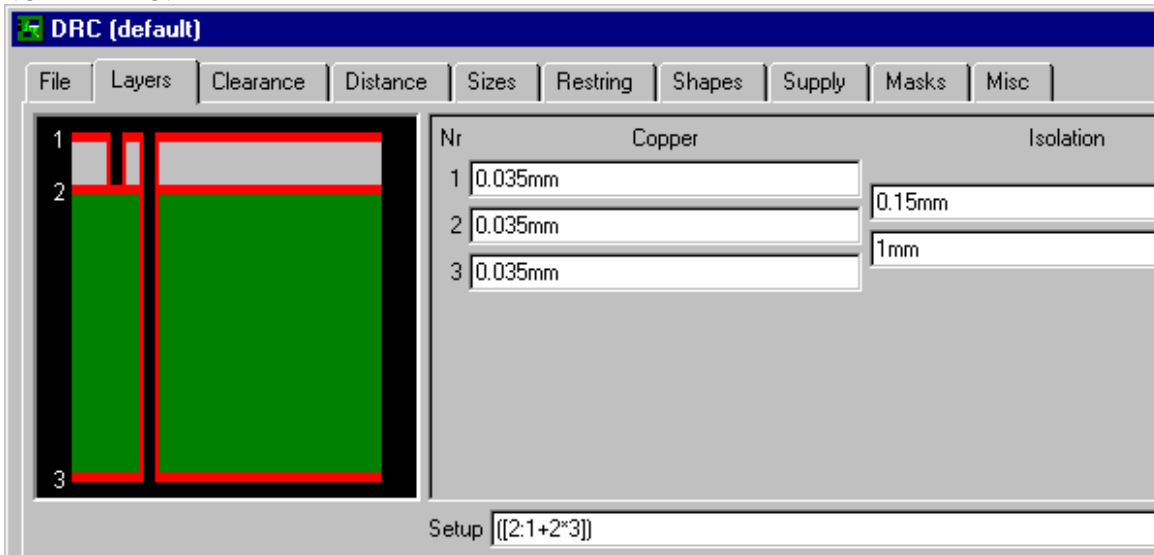 DRC (default)
File Layers Clearance Distance Sizes Restring Shapes Supply Masks Misc
Nr Copper Isolation
1
1 0.035mm
2
0.15mm
2 0.035mm
1mm
3 0.035mm
3
Setup ([2:1+2*3])